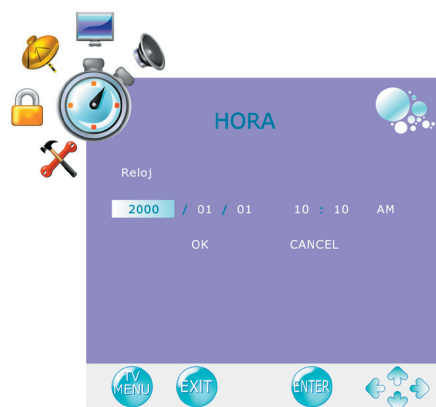 HORA
Reloj
2000 / 01 / 01 10 : 10 AM
OK CANCEL
TV MENU EXIT ENTER